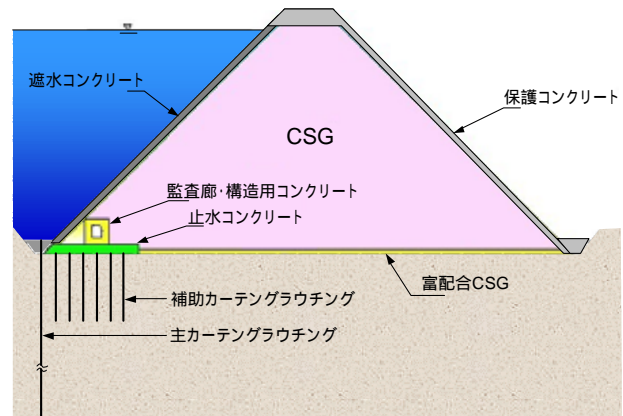 遮水コンクリート
保護コンクリート
CSG
監査廊・構造用コンクリート
止水コンクリート
富配合CSG
補助カーテングラウチング
主カーテングラウチング